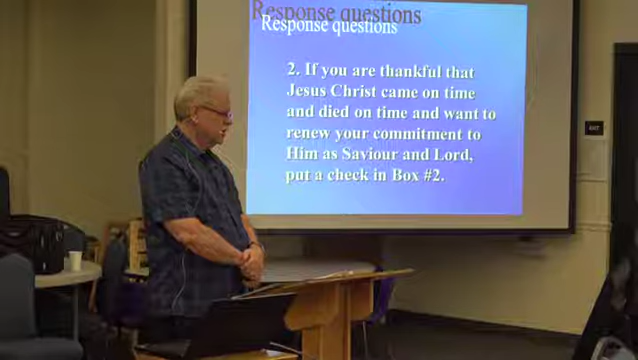 Response questions
Response questions
2. If you are thankful that
Jesus Christ came on time
and died on time and want to
renew your commitment to
Him as Saviour and Lord,
put a check in Box #2.
EXIT